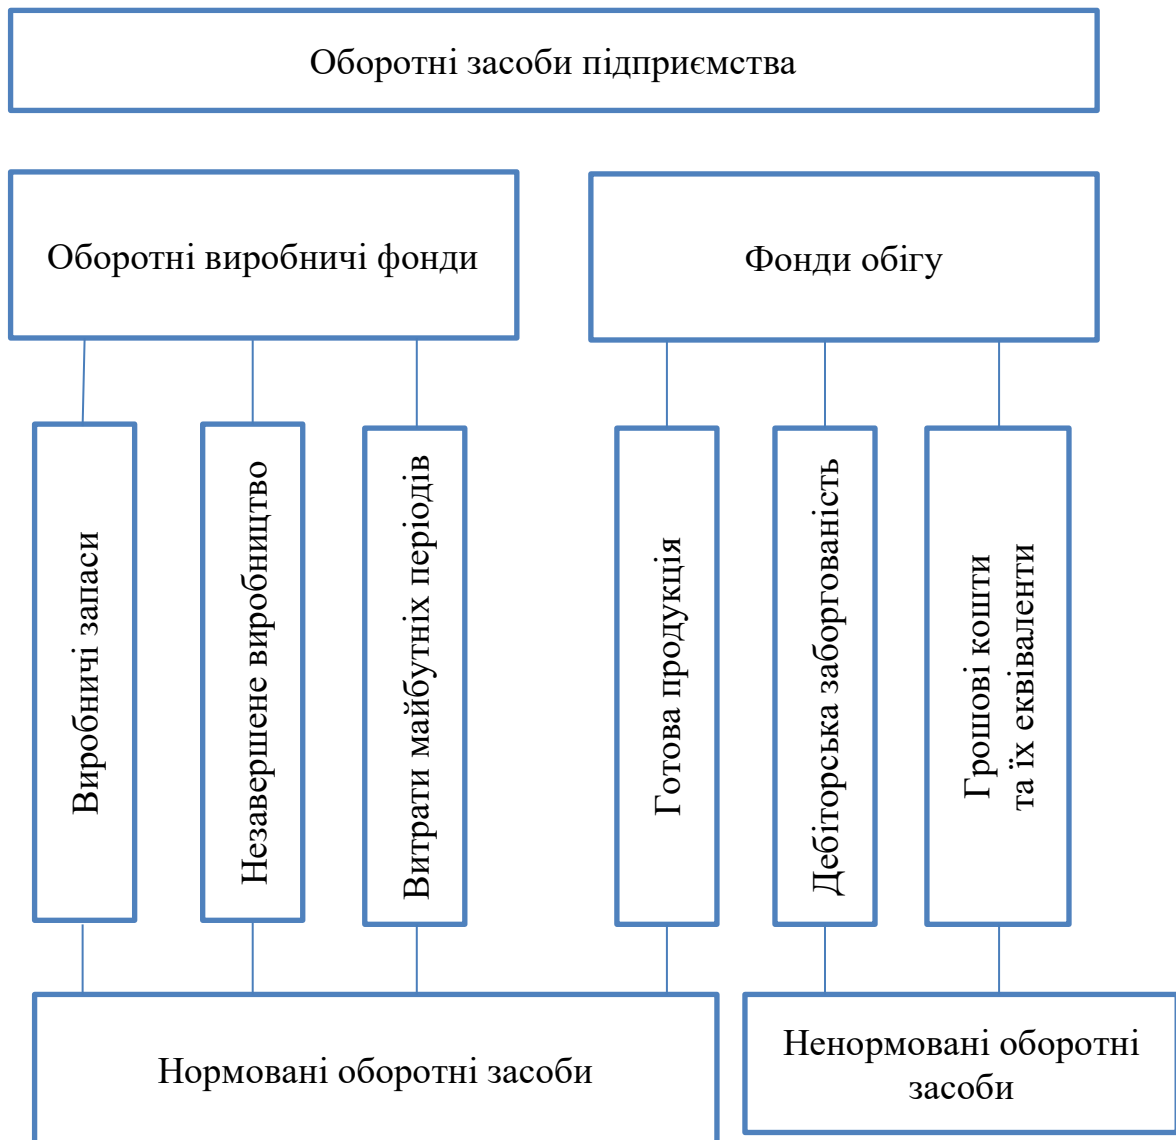 Оборотні засоби підприємства
Оборотні виробничі фонди
Фонди обігу
Виробничі запаси
Незавершене виробництво
Витрати майбутніх періодів
Готова продукція
Дебіторська заборгованість
Грошові кошти
та їх еквіваленти
Нормовані оборотні засоби
Ненормовані оборотні
засоби